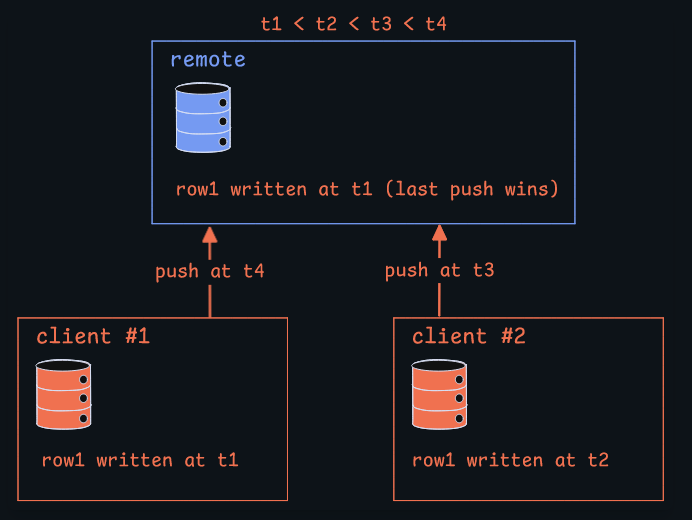 t1 < t2 < t3 < t4
remote
row1 written at t1 (last push wins)
push at t4
push at t3
client #1
row1 written at t1
client #2
row1 written at t2